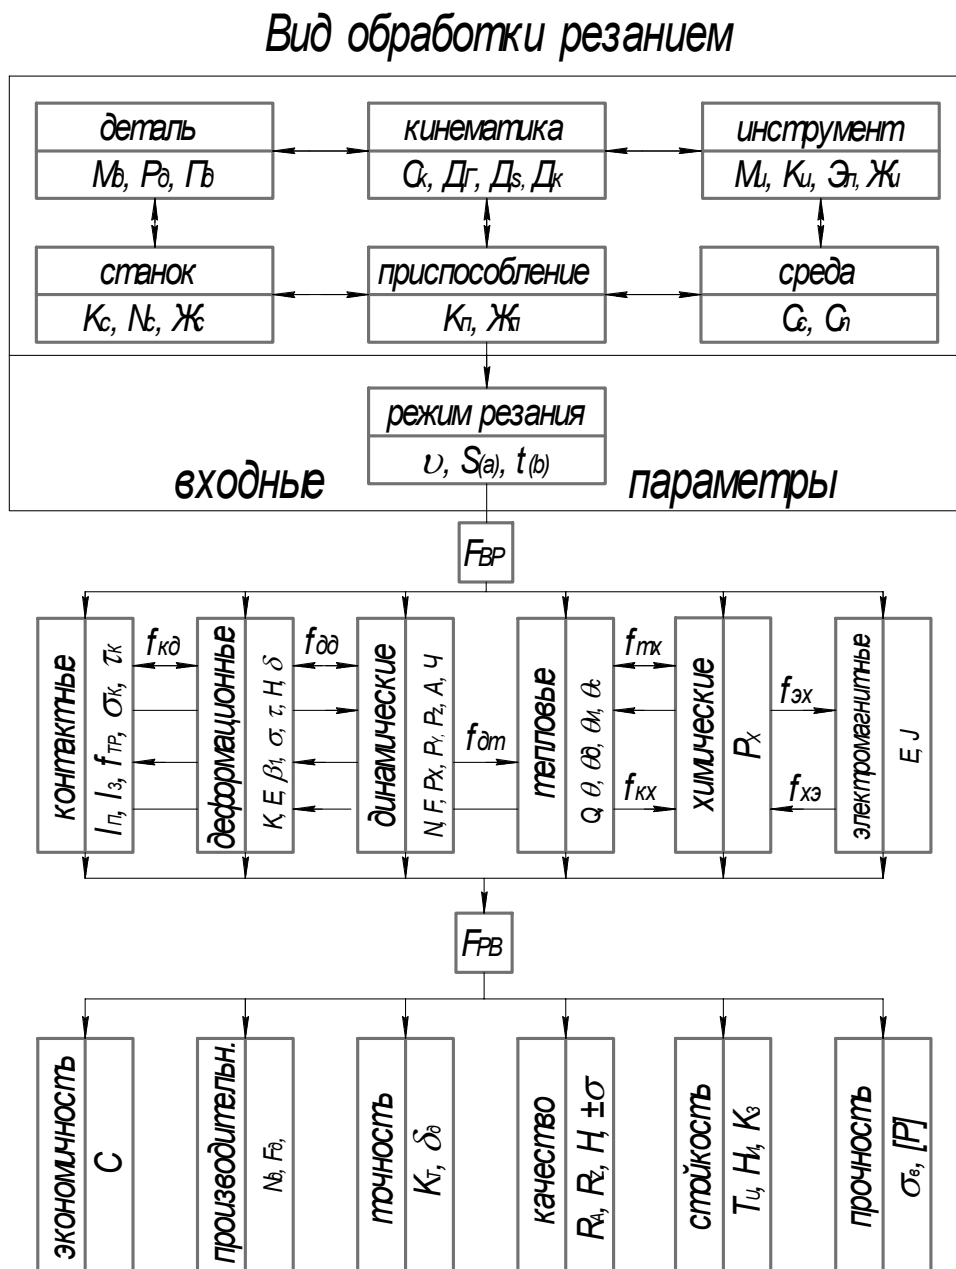 Вид обработки резанием
деталь кинематика инструмент
Мд, Рд, Пд Ск, Дг, Дs, Дк Ми, Ки, Эл, Жи
станок приспособление среда
Кс, Nс, Жс Кп, Жп Сс, Сп
режим резания
υ, S(a), t(b)
входные параметры
FВР
контактные
lП, lЗ, fТР, σК, τК
fкд
деформационные
K, E, β1, σ, τ, H, δ
fдд
динамические
N, F, PX, PY, PZ, A, Ч
fдт
тепловые
Q, θ, θд, θи, θс
fтх
fкх
химические
PX
fэх
fхэ
электромагнитные
E, J
FРВ
экономичность
С
производительн.
Nд, Fд,
точность
KТ, δд
качество
RA, RZ, H, ±σ
стойкость
Tц, Hи, K3
прочность
σв, [P]